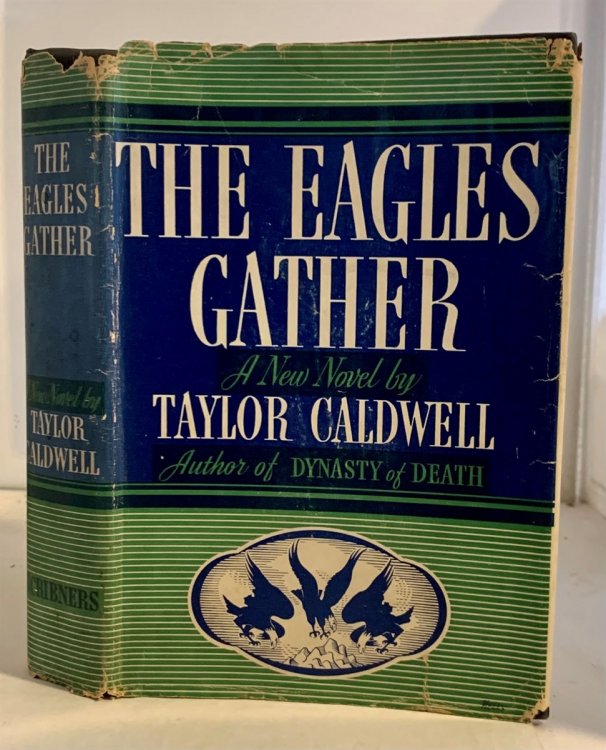 THE
EAGLES
GATHER
A New Novel by
TAYLOR
CALDWELL
SCRIBNERS
THE EAGLES
GATHER
A New Novel by
TAYLOR CALDWELL
Author of DYNASTY of DEATH